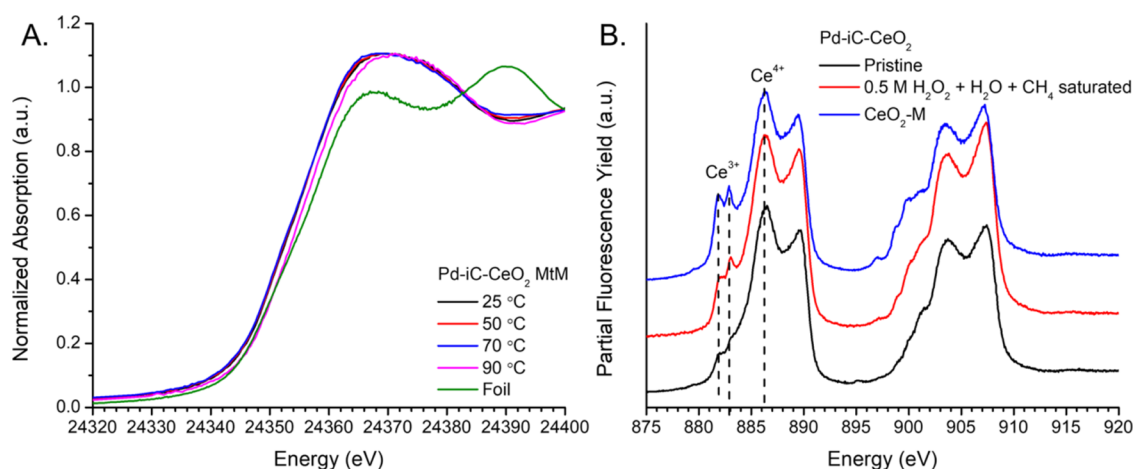 A.
1.2
1.0
0.8
0.6
0.4
0.2
0.0
Normalized Absorption (a.u.)
Pd-iC-CeO₂ MtM
25 °C
50 °C
70 °C
90 °C
Foil
24320 24330 24340 24350 24360 24370 24380 24390 24400
Energy (eV)
B.
Partial Fluorescence Yield (a.u.)
Pd-iC-CeO₂
Pristine
0.5 M H₂O₂ + H₂O + CH₄ saturated
CeO₂-M
Ce⁴⁺
Ce³⁺
875 880 885 890 895 900 905 910 915 920
Energy (eV)